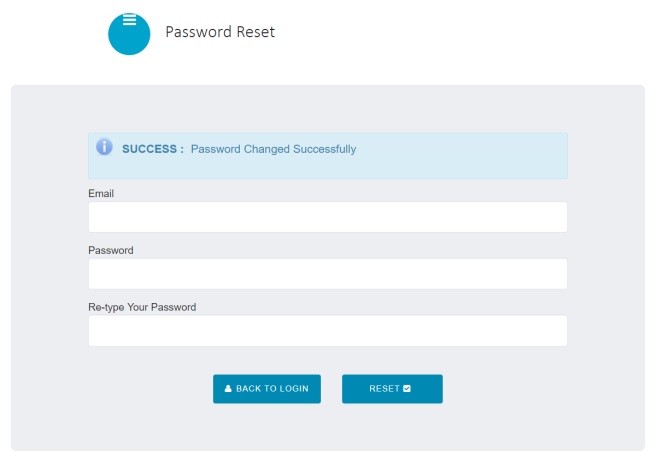 Password Reset
SUCCESS : Password Changed Successfully
Email
Password
Re-type Your Password
BACK TO LOGIN
RESET